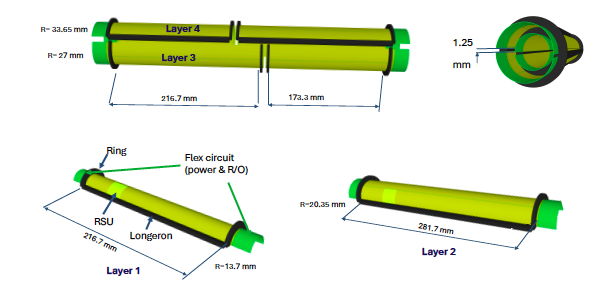 R- 33.65 mm
Layer 4
R- 27 mm
Layer 3
216.7 mm
173.3 mm
1.25
mm
Ring
Flex circuit
(power & R/O)
RSU
Longeron
216.7 mm
Layer 1
R-13.7 mm
R-20.35 mm
281.7 mm
Layer 2